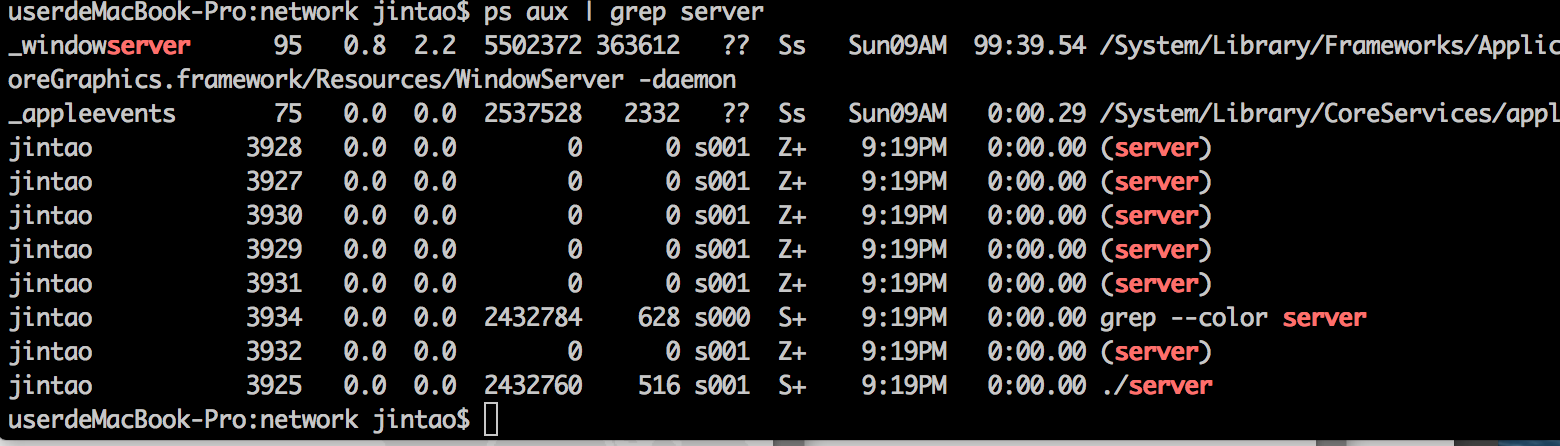 userdeMacBook-Pro:network jintao$ ps aux | grep server
_windowserver 95 0.8 2.2 5502372 363612 ?? Ss Sun09AM 99:39.54 /System/Library/Frameworks/Applic
oreGraphics.framework/Resources/WindowServer -daemon
_appleevents 75 0.0 0.0 2537528 2332 ?? Ss Sun09AM 0:00.29 /System/Library/CoreServices/appl
jintao 3928 0.0 0.0 0 0 s001 Z+ 9:19PM 0:00.00 (server)
jintao 3927 0.0 0.0 0 0 s001 Z+ 9:19PM 0:00.00 (server)
jintao 3930 0.0 0.0 0 0 s001 Z+ 9:19PM 0:00.00 (server)
jintao 3929 0.0 0.0 0 0 s001 Z+ 9:19PM 0:00.00 (server)
jintao 3931 0.0 0.0 0 0 s001 Z+ 9:19PM 0:00.00 (server)
jintao 3934 0.0 0.0 2432784 628 s000 S+ 9:19PM 0:00.00 grep --color server
jintao 3932 0.0 0.0 0 0 s001 Z+ 9:19PM 0:00.00 (server)
jintao 3925 0.0 0.0 2432760 516 s001 S+ 9:19PM 0:00.00 ./server
userdeMacBook-Pro:network jintao$